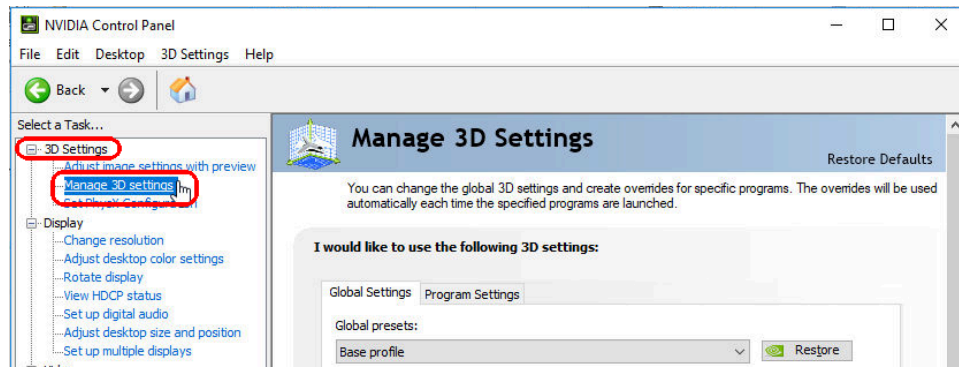 NVIDIA Control Panel
File Edit Desktop 3D Settings Help
Back
Select a Task...
3D Settings
Adjust image settings with preview
Manage 3D settings
Set PhysX Configuration
Display
Change resolution
Adjust desktop color settings
Rotate display
View HDCP status
Set up digital audio
Adjust desktop size and position
Set up multiple displays
Manage 3D Settings
Restore Defaults
You can change the global 3D settings and create overrides for specific programs. The overrides will be used
automatically each time the specified programs are launched.
I would like to use the following 3D settings:
Global Settings Program Settings
Global presets:
Base profile
Restore